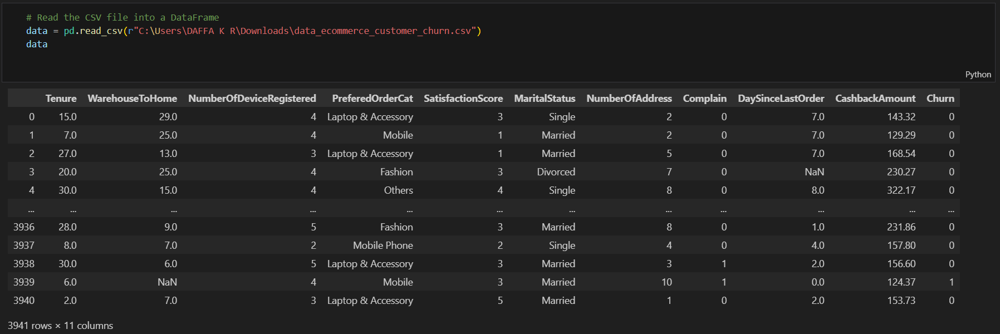 # Read the CSV file into a DataFrame
data = pd.read_csv(r"C:\Users\DAFFA K R\Downloads\data_ecommerce_customer_churn.csv")
data
Python
Tenure WarehouseToHome NumberOfDeviceRegistered PreferedOrderCat SatisfactionScore MaritalStatus NumberOfAddress Complain DaySinceLastOrder CashbackAmount Churn
0 15.0 29.0 4 Laptop & Accessory 3 Single 2 0 7.0 143.32 0
1 7.0 25.0 4 Mobile 1 Married 2 0 7.0 129.29 0
2 27.0 13.0 3 Laptop & Accessory 1 Married 5 0 7.0 168.54 0
3 20.0 25.0 4 Fashion 3 Divorced 7 0 NaN 230.27 0
4 30.0 15.0 4 Others 4 Single 8 0 8.0 322.17 0
... ... ... ... ... ... ... ... ... ... ... ...
3936 28.0 9.0 5 Fashion 3 Married 8 0 1.0 231.86 0
3937 8.0 7.0 2 Mobile Phone 2 Single 4 0 4.0 157.80 0
3938 30.0 6.0 5 Laptop & Accessory 3 Married 3 1 2.0 156.60 0
3939 6.0 NaN 4 Mobile 3 Married 10 1 0.0 124.37 1
3940 2.0 7.0 3 Laptop & Accessory 5 Married 1 0 2.0 153.73 0
3941 rows × 11 columns